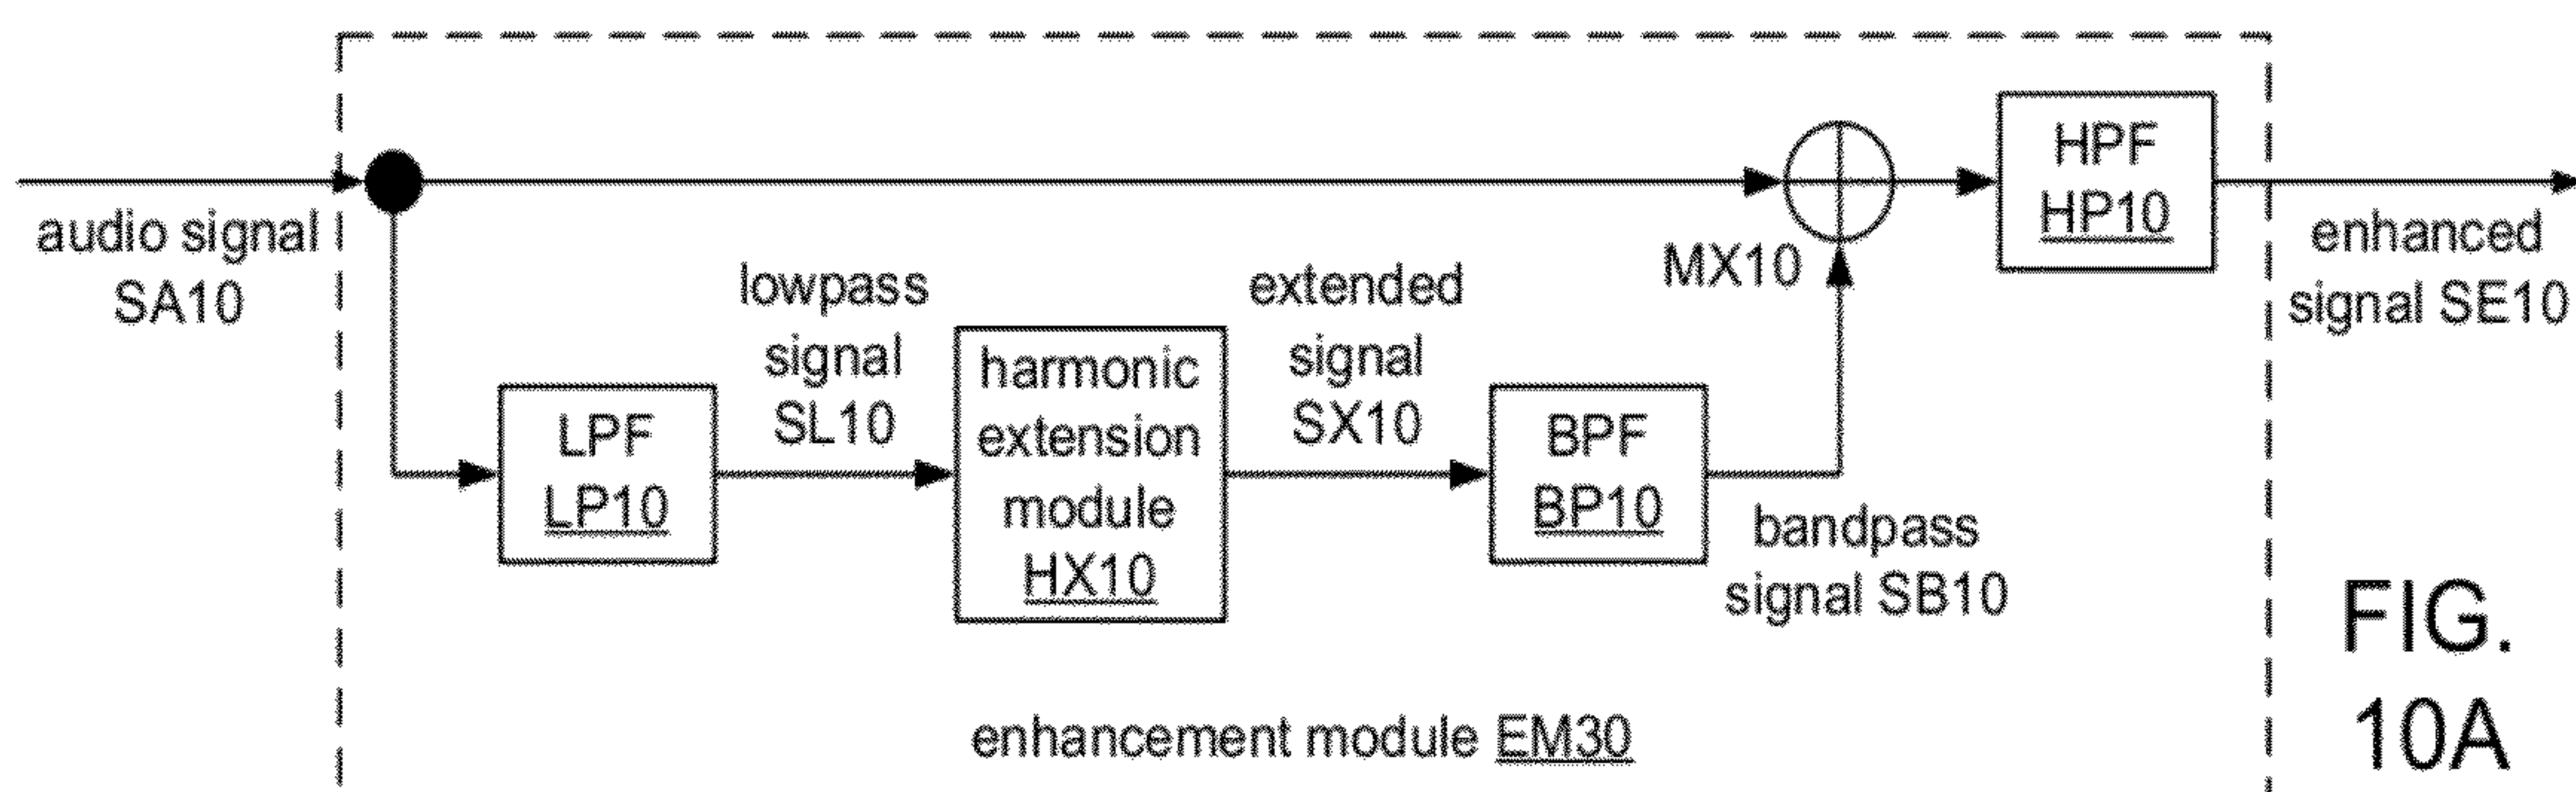 audio signal
SA10
LPF
LP10
lowpass
signal
SL10
harmonic
extension
module
HX10
extended
signal
SX10
BPF
BP10
bandpass
signal SB10
MX10
HPF
HP10
enhanced
signal SE10
enhancement module EM30
FIG.
10A